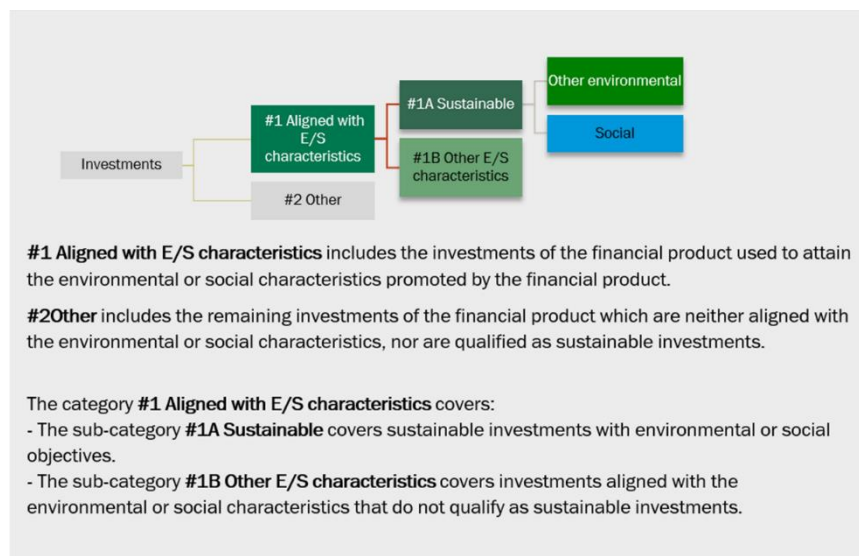 Other environmental
#1A Sustainable
#1 Aligned with
E/S
characteristics
Social
#1B Other E/S
characteristics
Investments
#2 Other
#1 Aligned with E/S characteristics includes the investments of the financial product used to attain
the environmental or social characteristics promoted by the financial product.
#2Other includes the remaining investments of the financial product which are neither aligned with
the environmental or social characteristics, nor are qualified as sustainable investments.
The category #1 Aligned with E/S characteristics covers:
- The sub-category #1A Sustainable covers sustainable investments with environmental or social
objectives.
- The sub-category #1B Other E/S characteristics covers investments aligned with the
environmental or social characteristics that do not qualify as sustainable investments.